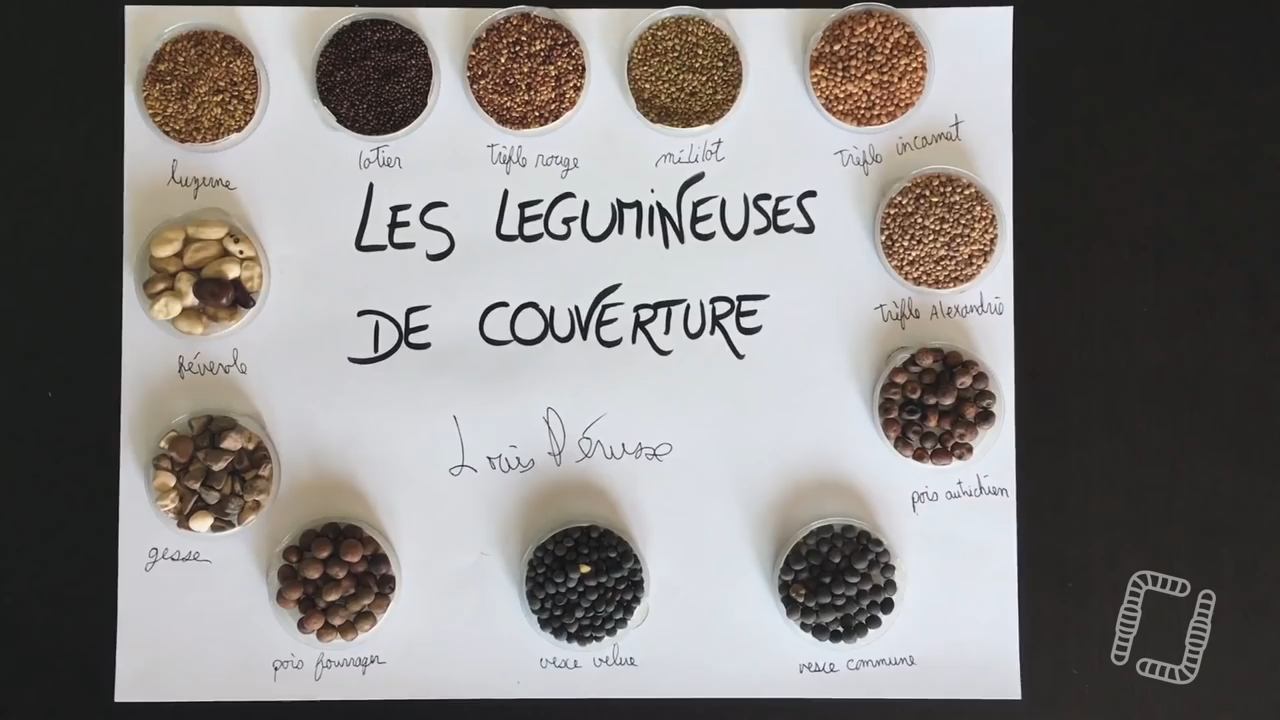 luzerne
lotier
trèfle rouge
mélilot
trèfle incarnat
LES LEGUMINEUSES
DE COUVERTURE
trèfle Alexandrie
féverole
Loüis Pérusse
pois autrichien
gesse
pois fourrager
vesce velue
vesce commune